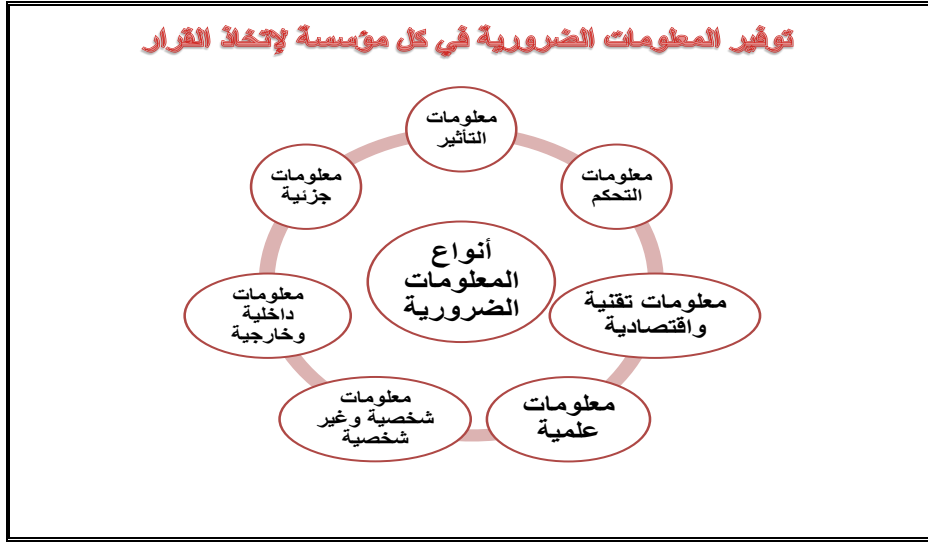 توفير المعلومات الضرورية في كل مؤسسة لإتخاذ القرار
معلومات
التأثير
معلومات
التحكم
معلومات تقنية
واقتصادية
معلومات
علمية
معلومات
شخصية وغير
شخصية
معلومات
داخلية
وخارجية
معلومات
جزئية
أنواع
المعلومات
الضرورية